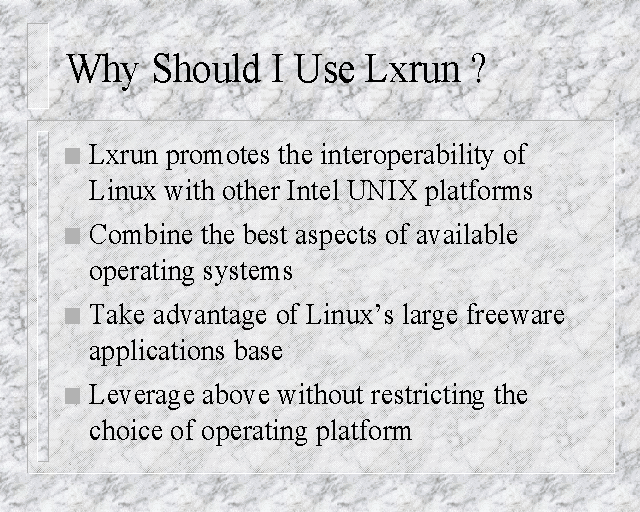 Why Should I Use Lxrun ?
Lxrun promotes the interoperability of
Linux with other Intel UNIX platforms
Combine the best aspects of available
operating systems
Take advantage of Linux’s large freeware
applications base
Leverage above without restricting the
choice of operating platform